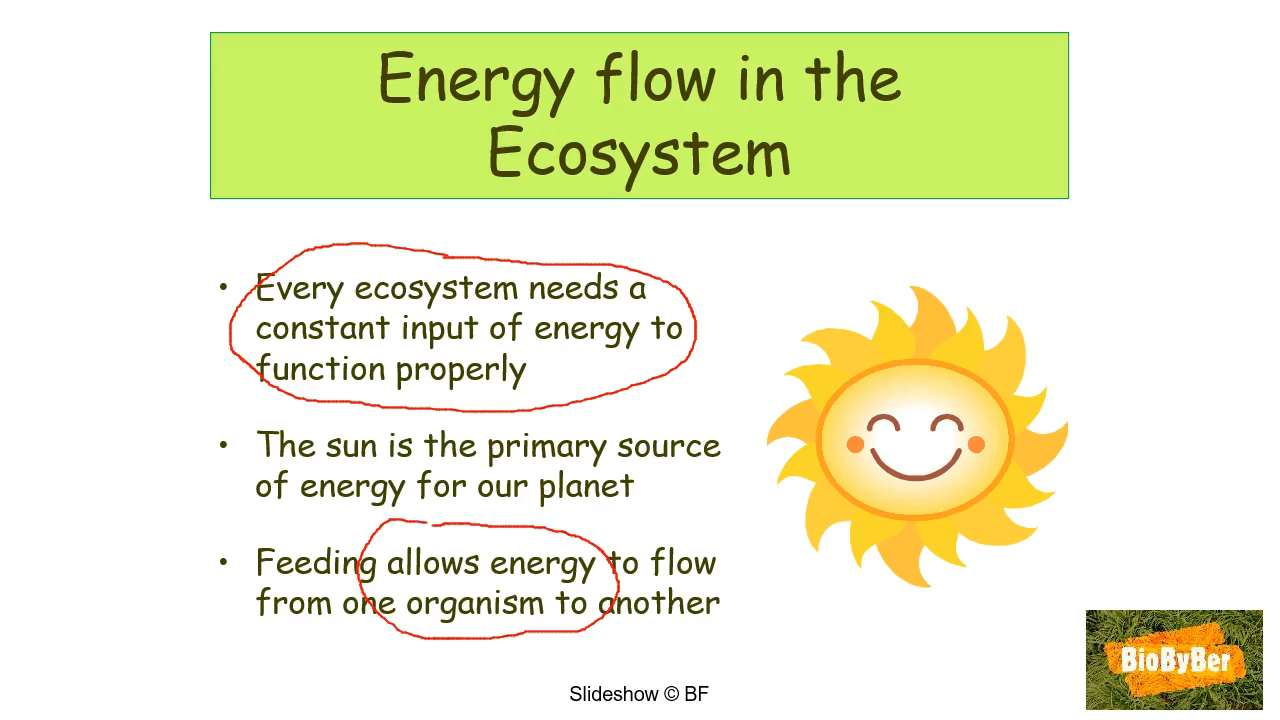 Energy flow in the
Ecosystem
• Every ecosystem needs a
constant input of energy to
function properly
• The sun is the primary source
of energy for our planet
• Feeding allows energy to flow
from one organism to another
BioByBer
Slideshow © BF